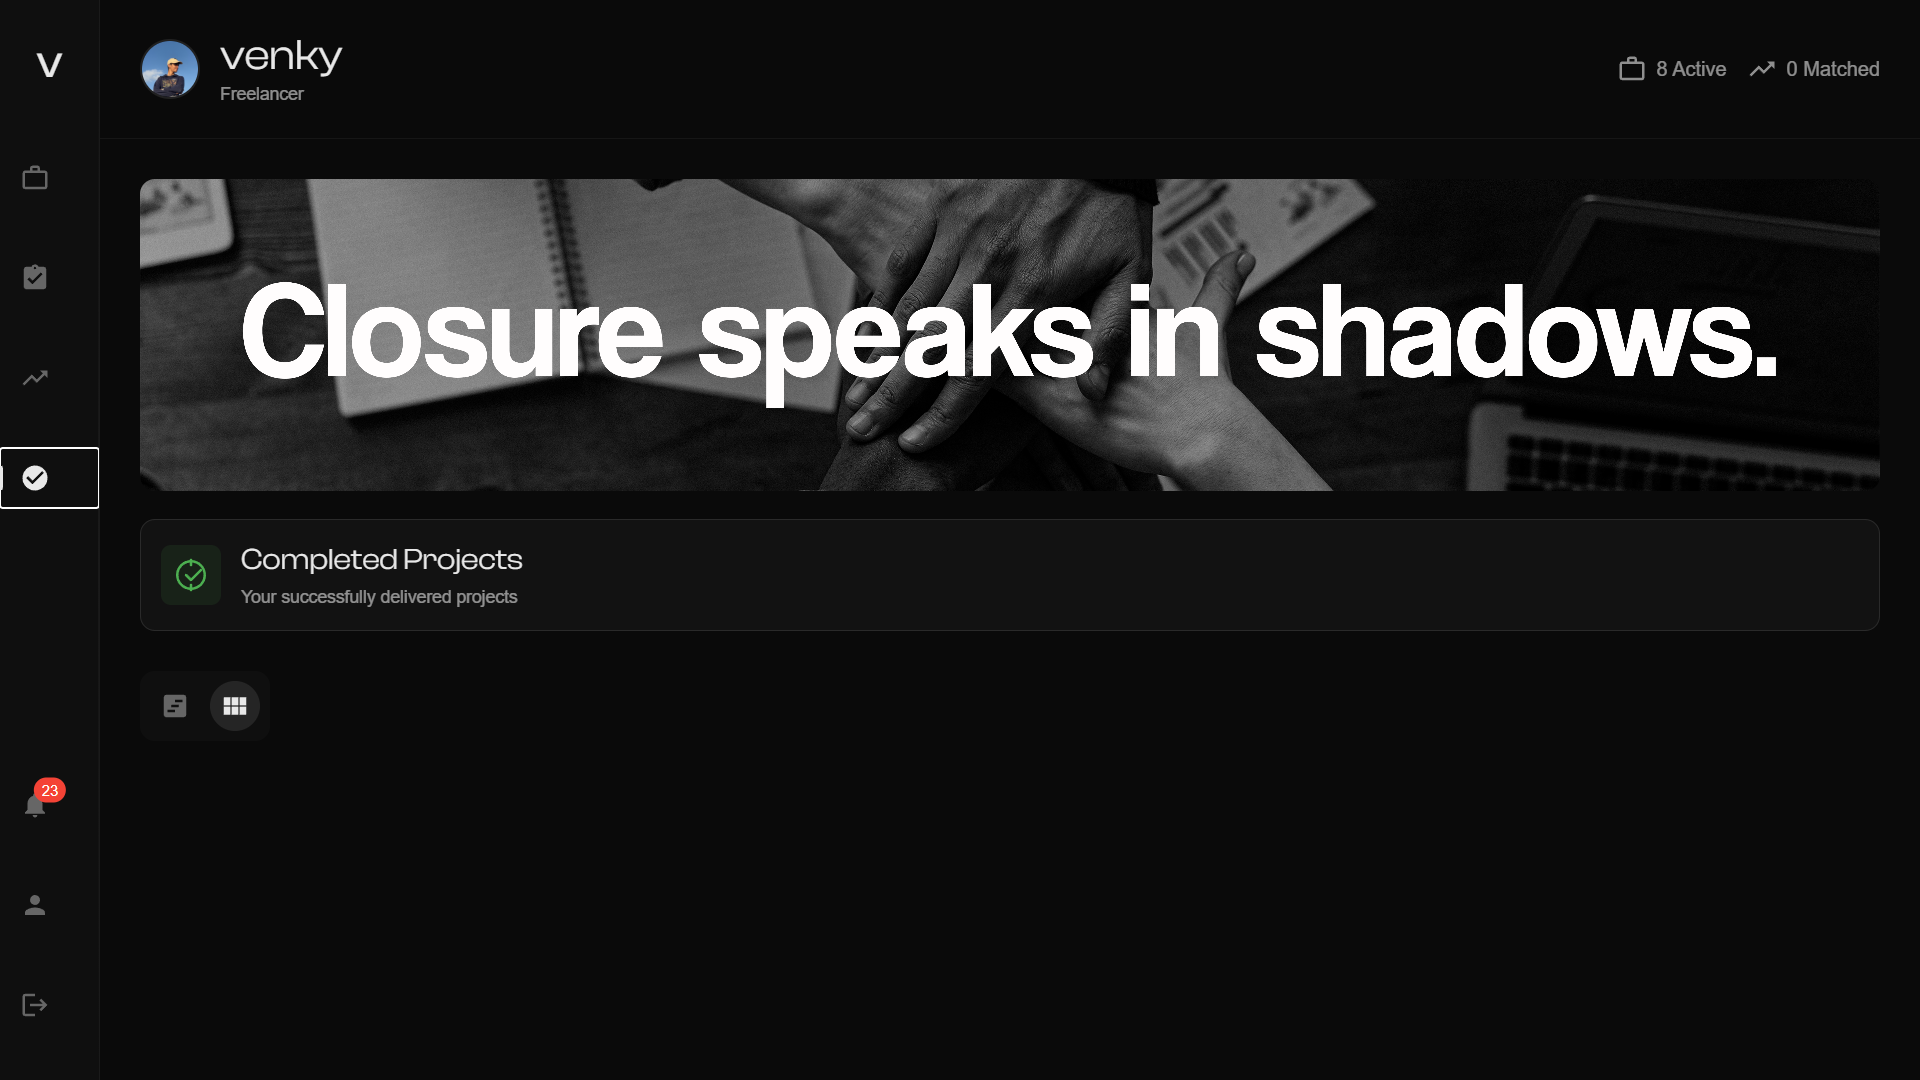 V
venky
Freelancer
8 Active
0 Matched
Closure speaks in shadows.
Completed Projects
Your successfully delivered projects
23